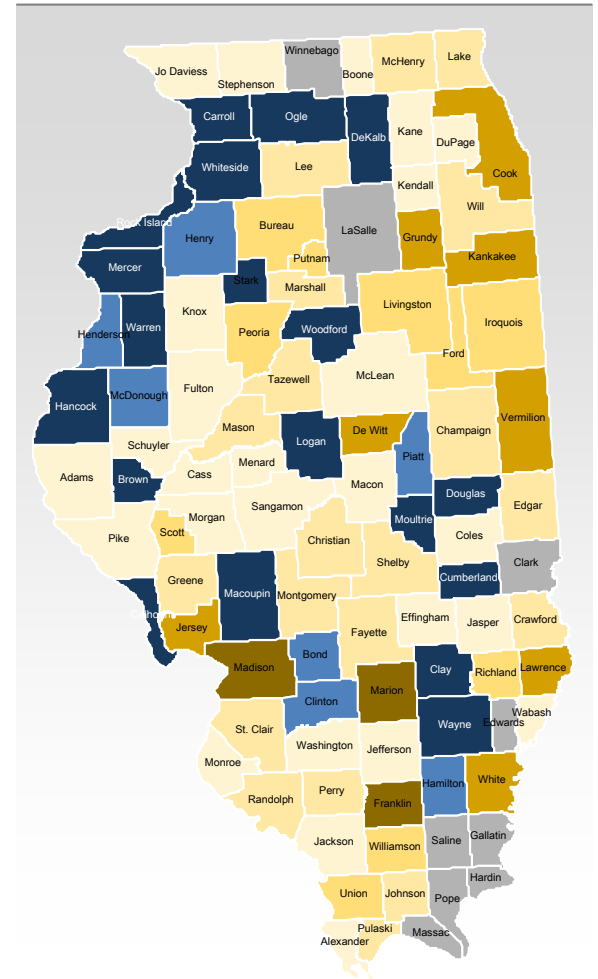 Jo Daviess
Stephenson
Winnebago
Boone
McHenry
Lake
Carroll
Ogle
DeKalb
Kane
DuPage
Cook
Whiteside
Lee
Kendall
Will
Rock Island
Henry
Bureau
LaSalle
Grundy
Putnam
Kankakee
Mercer
Stark
Marshall
Livingston
Knox
Henderson
Warren
Peoria
Woodford
Iroquois
Ford
McLean
Tazewell
Fulton
McDonough
Hancock
Mason
Logan
De Witt
Champaign
Vermilion
Schuyler
Piatt
Menard
Adams
Brown
Cass
Macon
Douglas
Edgar
Sangamon
Morgan
Moultrie
Scott
Pike
Coles
Christian
Shelby
Clark
Greene
Macoupin
Montgomery
Cumberland
Calhoun
Jersey
Effingham
Jasper
Crawford
Fayette
Madison
Bond
Clay
Richland
Lawrence
Marion
Clinton
Wayne
Edwards
Wabash
St. Clair
Washington
Jefferson
Monroe
Hamilton
White
Randolph
Perry
Franklin
Jackson
Williamson
Saline
Gallatin
Hardin
Union
Johnson
Pope
Pulaski
Massac
Alexander